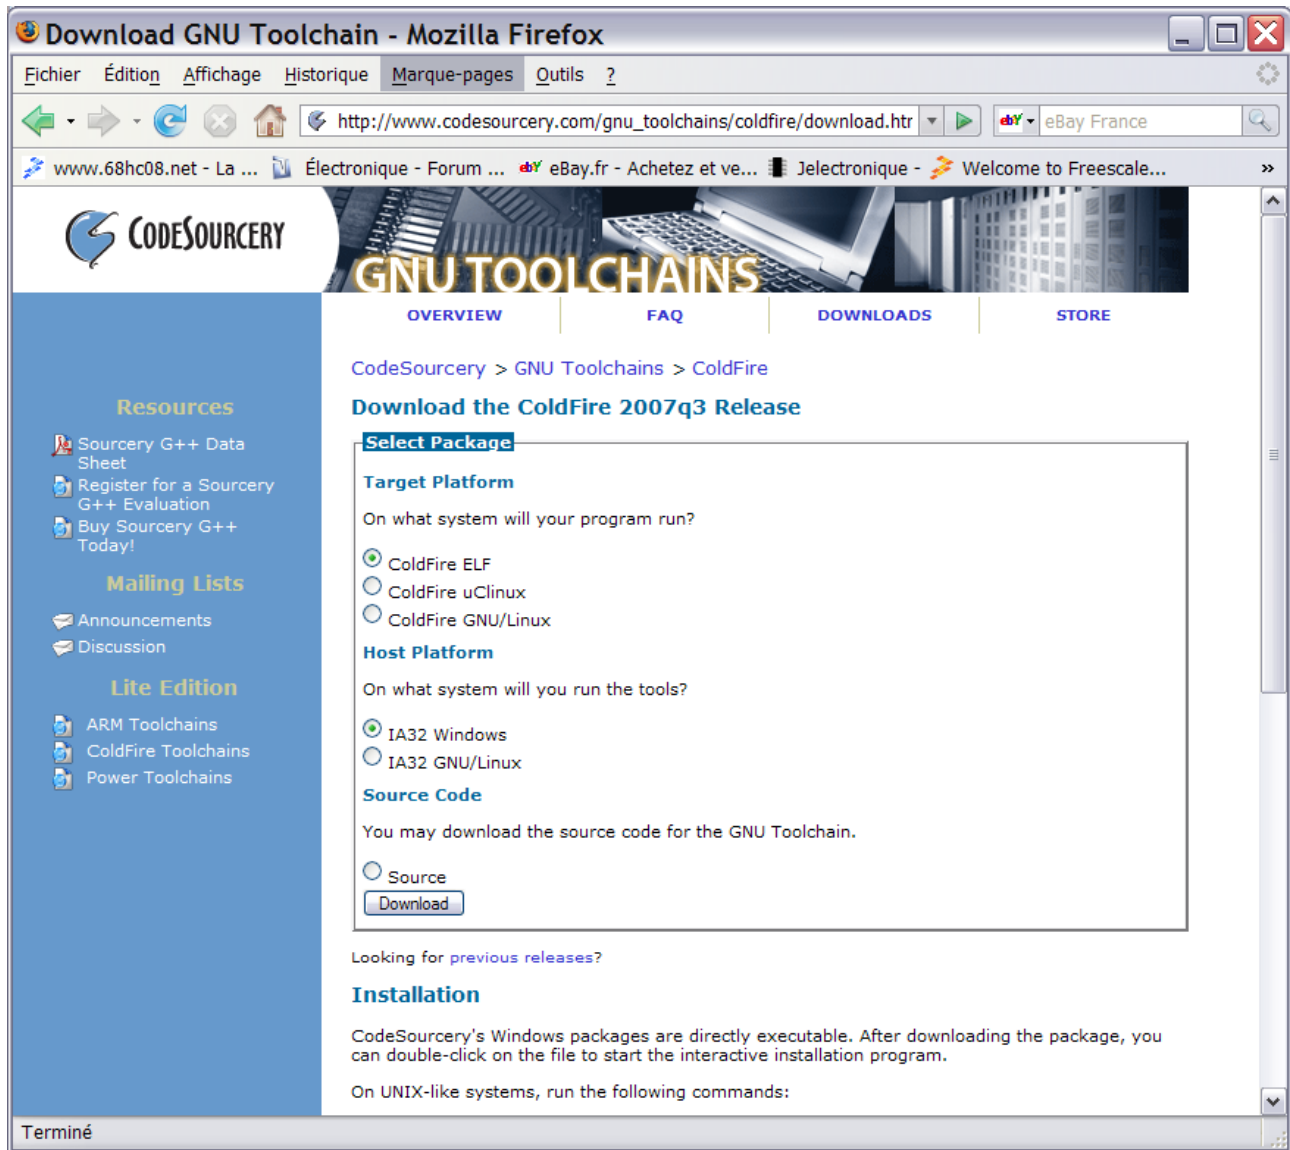 Download GNU Toolchain - Mozilla Firefox
Fichier Édition Affichage Historique Marque-pages Outils ?
http://www.codesourcery.com/gnu_toolchains/coldfire/download.htr
eBay France
www.68hc08.net - La ... Électronique - Forum ... eBay.fr - Achetez et ve... Jelectronique - Welcome to Freescale... »
CODESOURCERY
GNU TOOLCHAINS
OVERVIEW FAQ DOWNLOADS STORE
CodeSourcery > GNU Toolchains > ColdFire
Resources
Sourcery G++ Data
Sheet
Register for a Sourcery
G++ Evaluation
Buy Sourcery G++
Today!
Mailing Lists
Announcements
Discussion
Lite Edition
ARM Toolchains
ColdFire Toolchains
Power Toolchains
Download the ColdFire 2007q3 Release
Select Package
Target Platform
On what system will your program run?
ColdFire ELF
ColdFire uClinux
ColdFire GNU/Linux
Host Platform
On what system will you run the tools?
IA32 Windows
IA32 GNU/Linux
Source Code
You may download the source code for the GNU Toolchain.
Source
Download
Looking for previous releases?
Installation
CodeSourcery's Windows packages are directly executable. After downloading the package, you
can double-click on the file to start the interactive installation program.
On UNIX-like systems, run the following commands:
Terminé